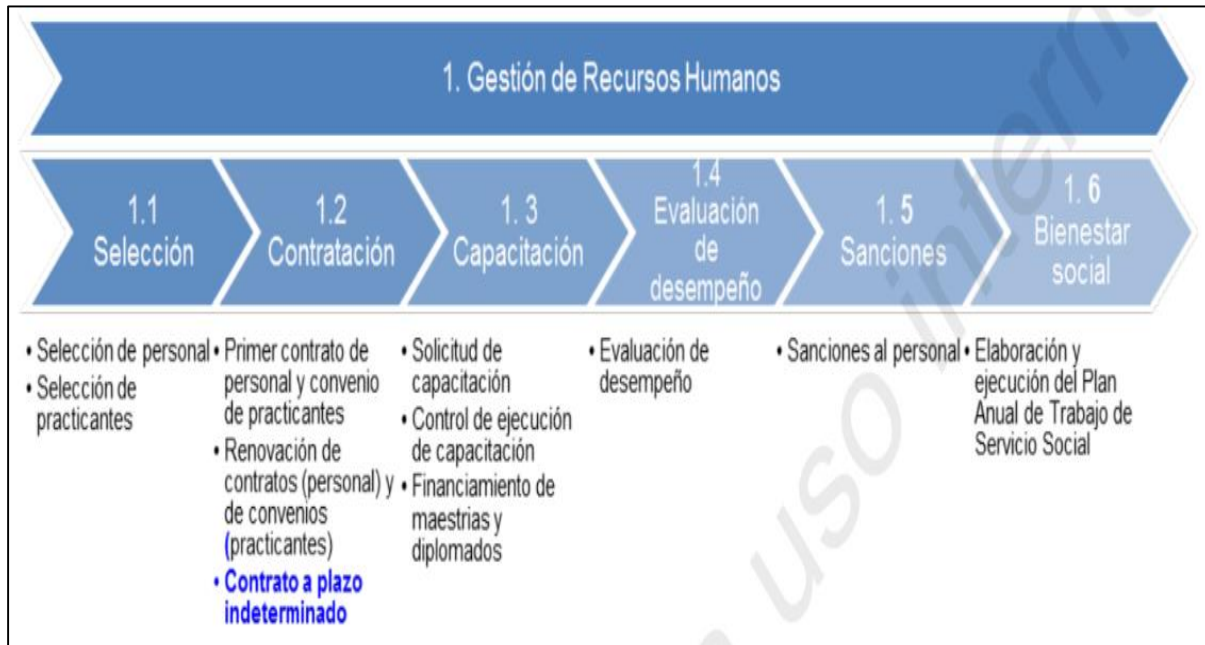 1. Gestión de Recursos Humanos
1.1
Selección
1.2
Contratación
1. 3
Capacitación
1.4
Evaluación
de
desempeño
1. 5
Sanciones
1. 6
Bienestar
social
• Selección de personal
• Selección de
practicantes
• Primer contrato de
personal y convenio
de practicantes
• Renovación de
contratos (personal) y
de convenios
(practicantes)
• Contrato a plazo
indeterminado
• Solicitud de
capacitación
• Control de ejecución
de capacitación
• Financiamiento de
maestrias y
diplomados
• Evaluación de
desempeño
• Sanciones al personal
• Elaboración y
ejecución del Plan
Anual de Trabajo de
Servicio Social
uso intern